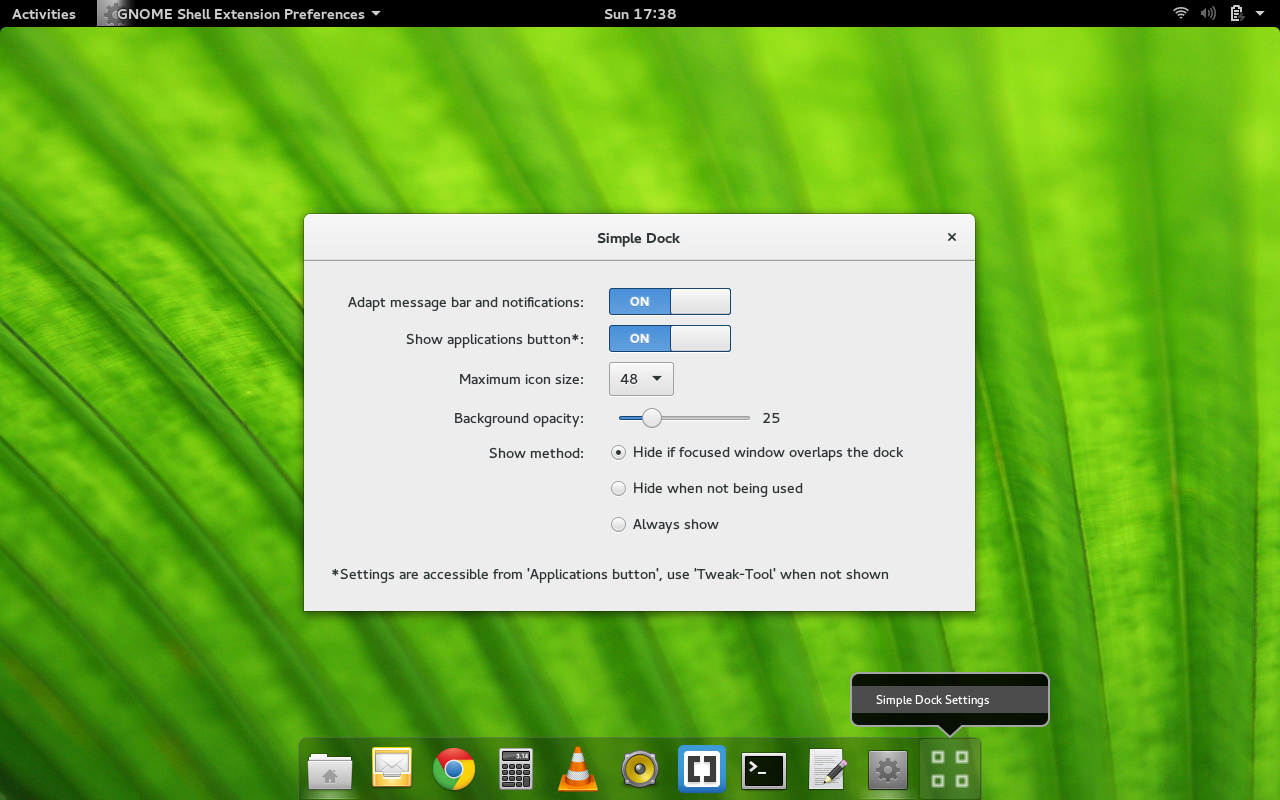 Activities GNOME Shell Extension Preferences Sun 17:38
Simple Dock
Adapt message bar and notifications: ON
Show applications button*: ON
Maximum icon size: 48
Background opacity: 25
Show method: Hide if focused window overlaps the dock
Hide when not being used
Always show
*Settings are accessible from 'Applications button', use 'Tweak-Tool' when not shown
Simple Dock Settings
3.14
>_